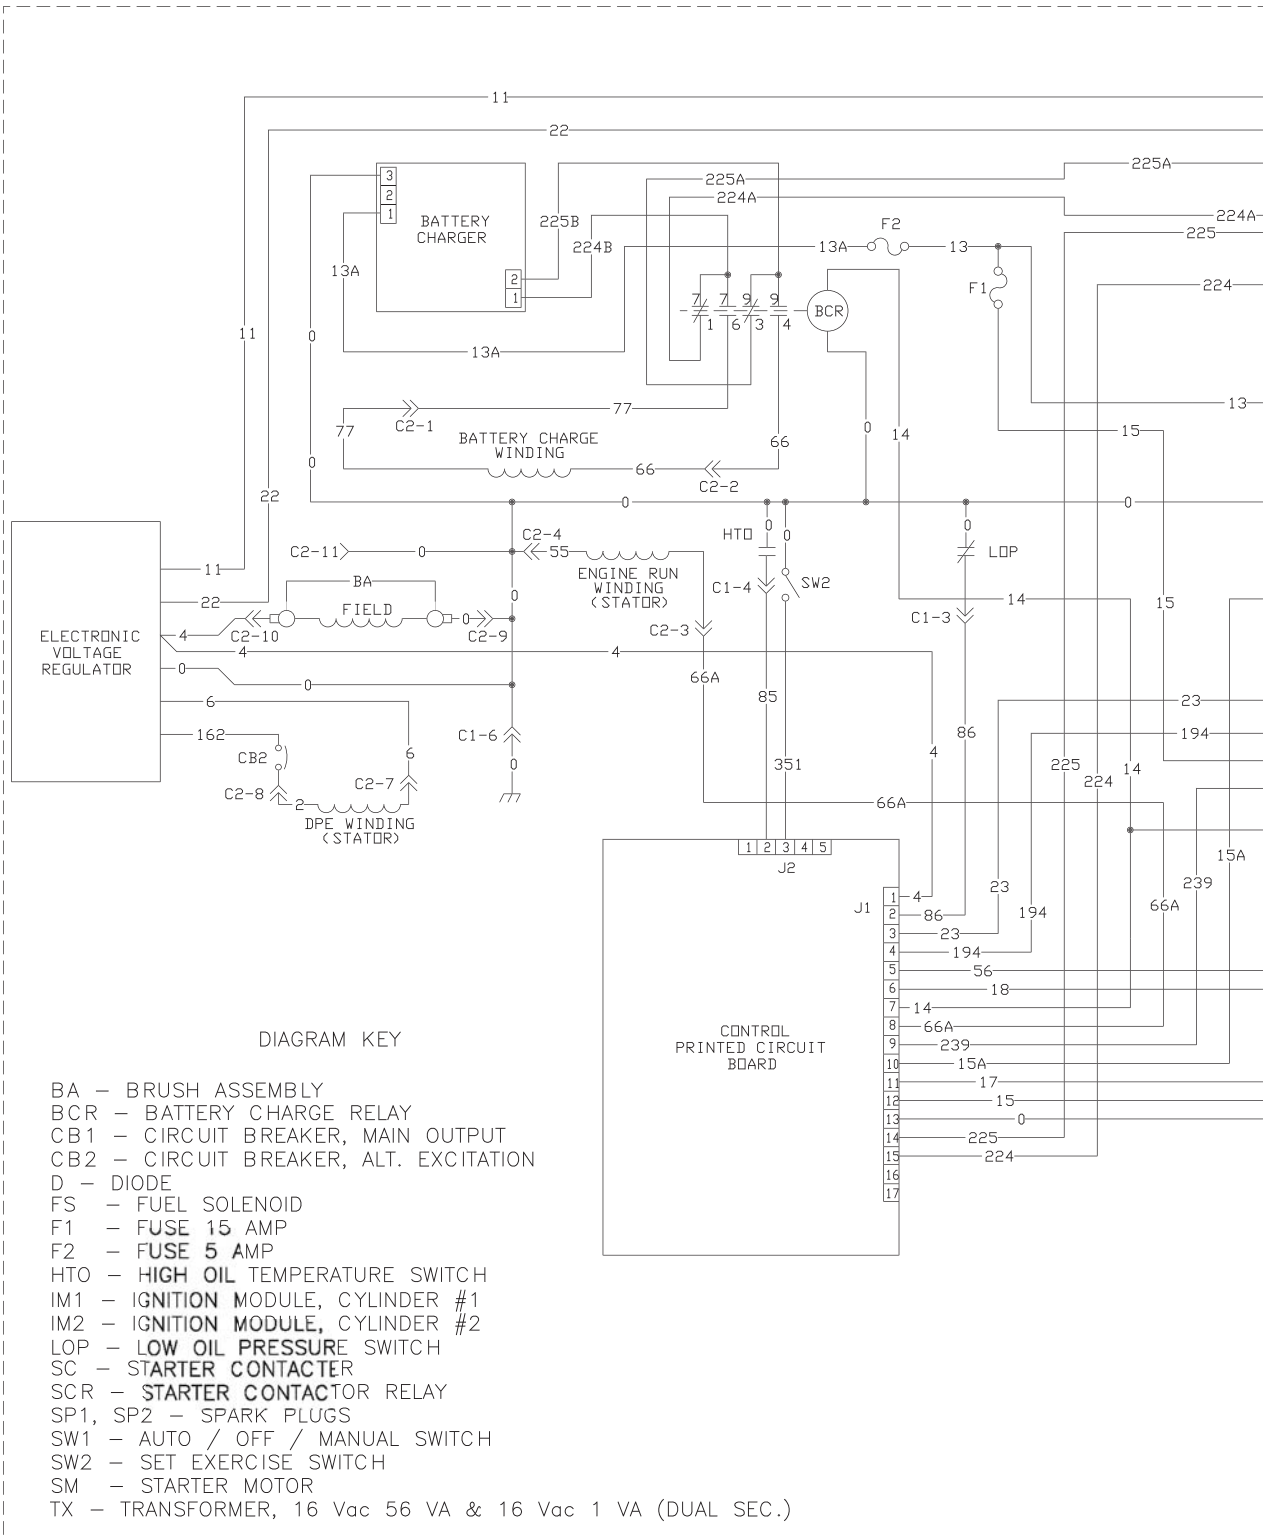 11
22
225A
225A
224A
224A
225
224
3
2
1
BATTERY
CHARGER
2
1
225B
224B
13A
13A
F2
13
F1
13A
7
7
9
9
1
6
3
4
BCR
11
0
0
77
C2-1
77
BATTERY CHARGE
WINDING
66
66
C2-2
0
14
13
15
22
0
0
C2-11
0
C2-4
55
ENGINE RUN
WINDING
(STATOR)
C2-3
66A
HTO
0
0
C1-4
SW2
0
LOP
C1-3
14
15
11
BA
22
FIELD
4
C2-10
0
C2-9
0
4
4
0
0
6
162
CB2
C2-8
2
C2-7
6
DPE WINDING
(STATOR)
C1-6
0
ELECTRONIC
VOLTAGE
REGULATOR
85
351
4
86
23
194
225
224
14
66A
15A
239
23
194
66A
1 2 3 4 5
J2
J1
1 4
2 86
3 23
4 194
5 56
6 18
7 14
8 66A
9 239
10 15A
11 17
12 15
13 0
14 225
15 224
16
17
CONTROL
PRINTED CIRCUIT
BOARD
DIAGRAM KEY
BA – BRUSH ASSEMBLY
BCR – BATTERY CHARGE RELAY
CB1 – CIRCUIT BREAKER, MAIN OUTPUT
CB2 – CIRCUIT BREAKER, ALT. EXCITATION
D – DIODE
FS – FUEL SOLENOID
F1 – FUSE 15 AMP
F2 – FUSE 5 AMP
HTO – HIGH OIL TEMPERATURE SWITCH
IM1 – IGNITION MODULE, CYLINDER #1
IM2 – IGNITION MODULE, CYLINDER #2
LOP – LOW OIL PRESSURE SWITCH
SC – STARTER CONTACTER
SCR – STARTER CONTACTOR RELAY
SP1, SP2 – SPARK PLUGS
SW1 – AUTO / OFF / MANUAL SWITCH
SW2 – SET EXERCISE SWITCH
SM – STARTER MOTOR
TX – TRANSFORMER, 16 Vac 56 VA & 16 Vac 1 VA (DUAL SEC.)